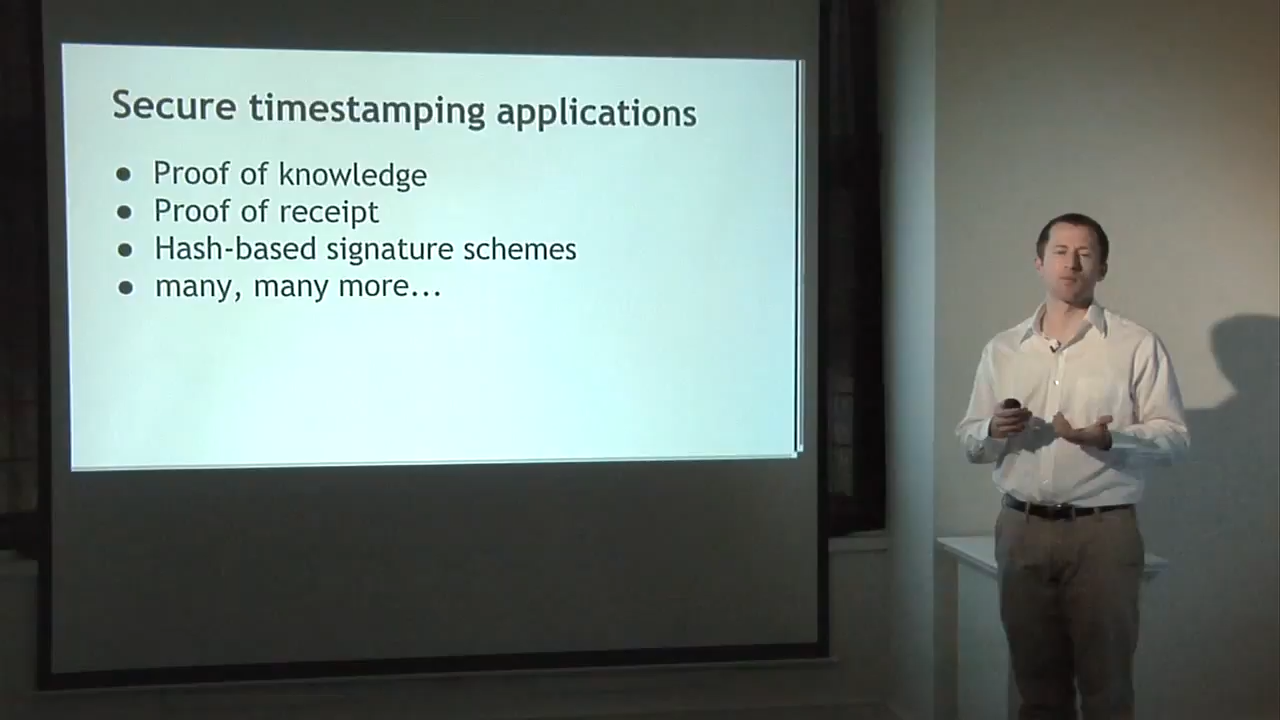 Secure timestamping applications
● Proof of knowledge
● Proof of receipt
● Hash-based signature schemes
● many, many more...